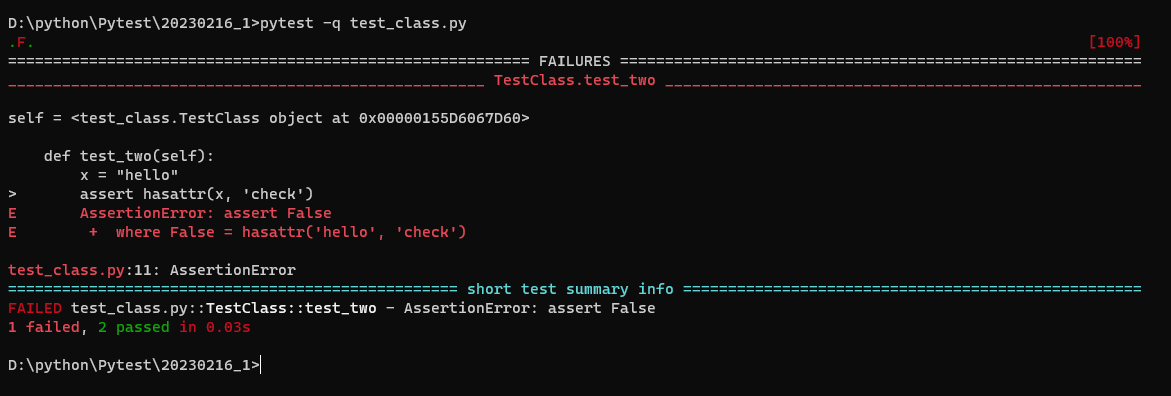 D:\python\Pytest\20230216_1>pytest -q test_class.py
.F. [100%]
========================================================== FAILURES ==========================================================
_____________________________________________________ TestClass.test_two _____________________________________________________
self = <test_class.TestClass object at 0x00000155D6067D60>
    def test_two(self):
        x = "hello"
>       assert hasattr(x, 'check')
E       AssertionError: assert False
E        +  where False = hasattr('hello', 'check')
test_class.py:11: AssertionError
================================================== short test summary info ===================================================
FAILED test_class.py::TestClass::test_two - AssertionError: assert False
1 failed, 2 passed in 0.03s
D:\python\Pytest\20230216_1>